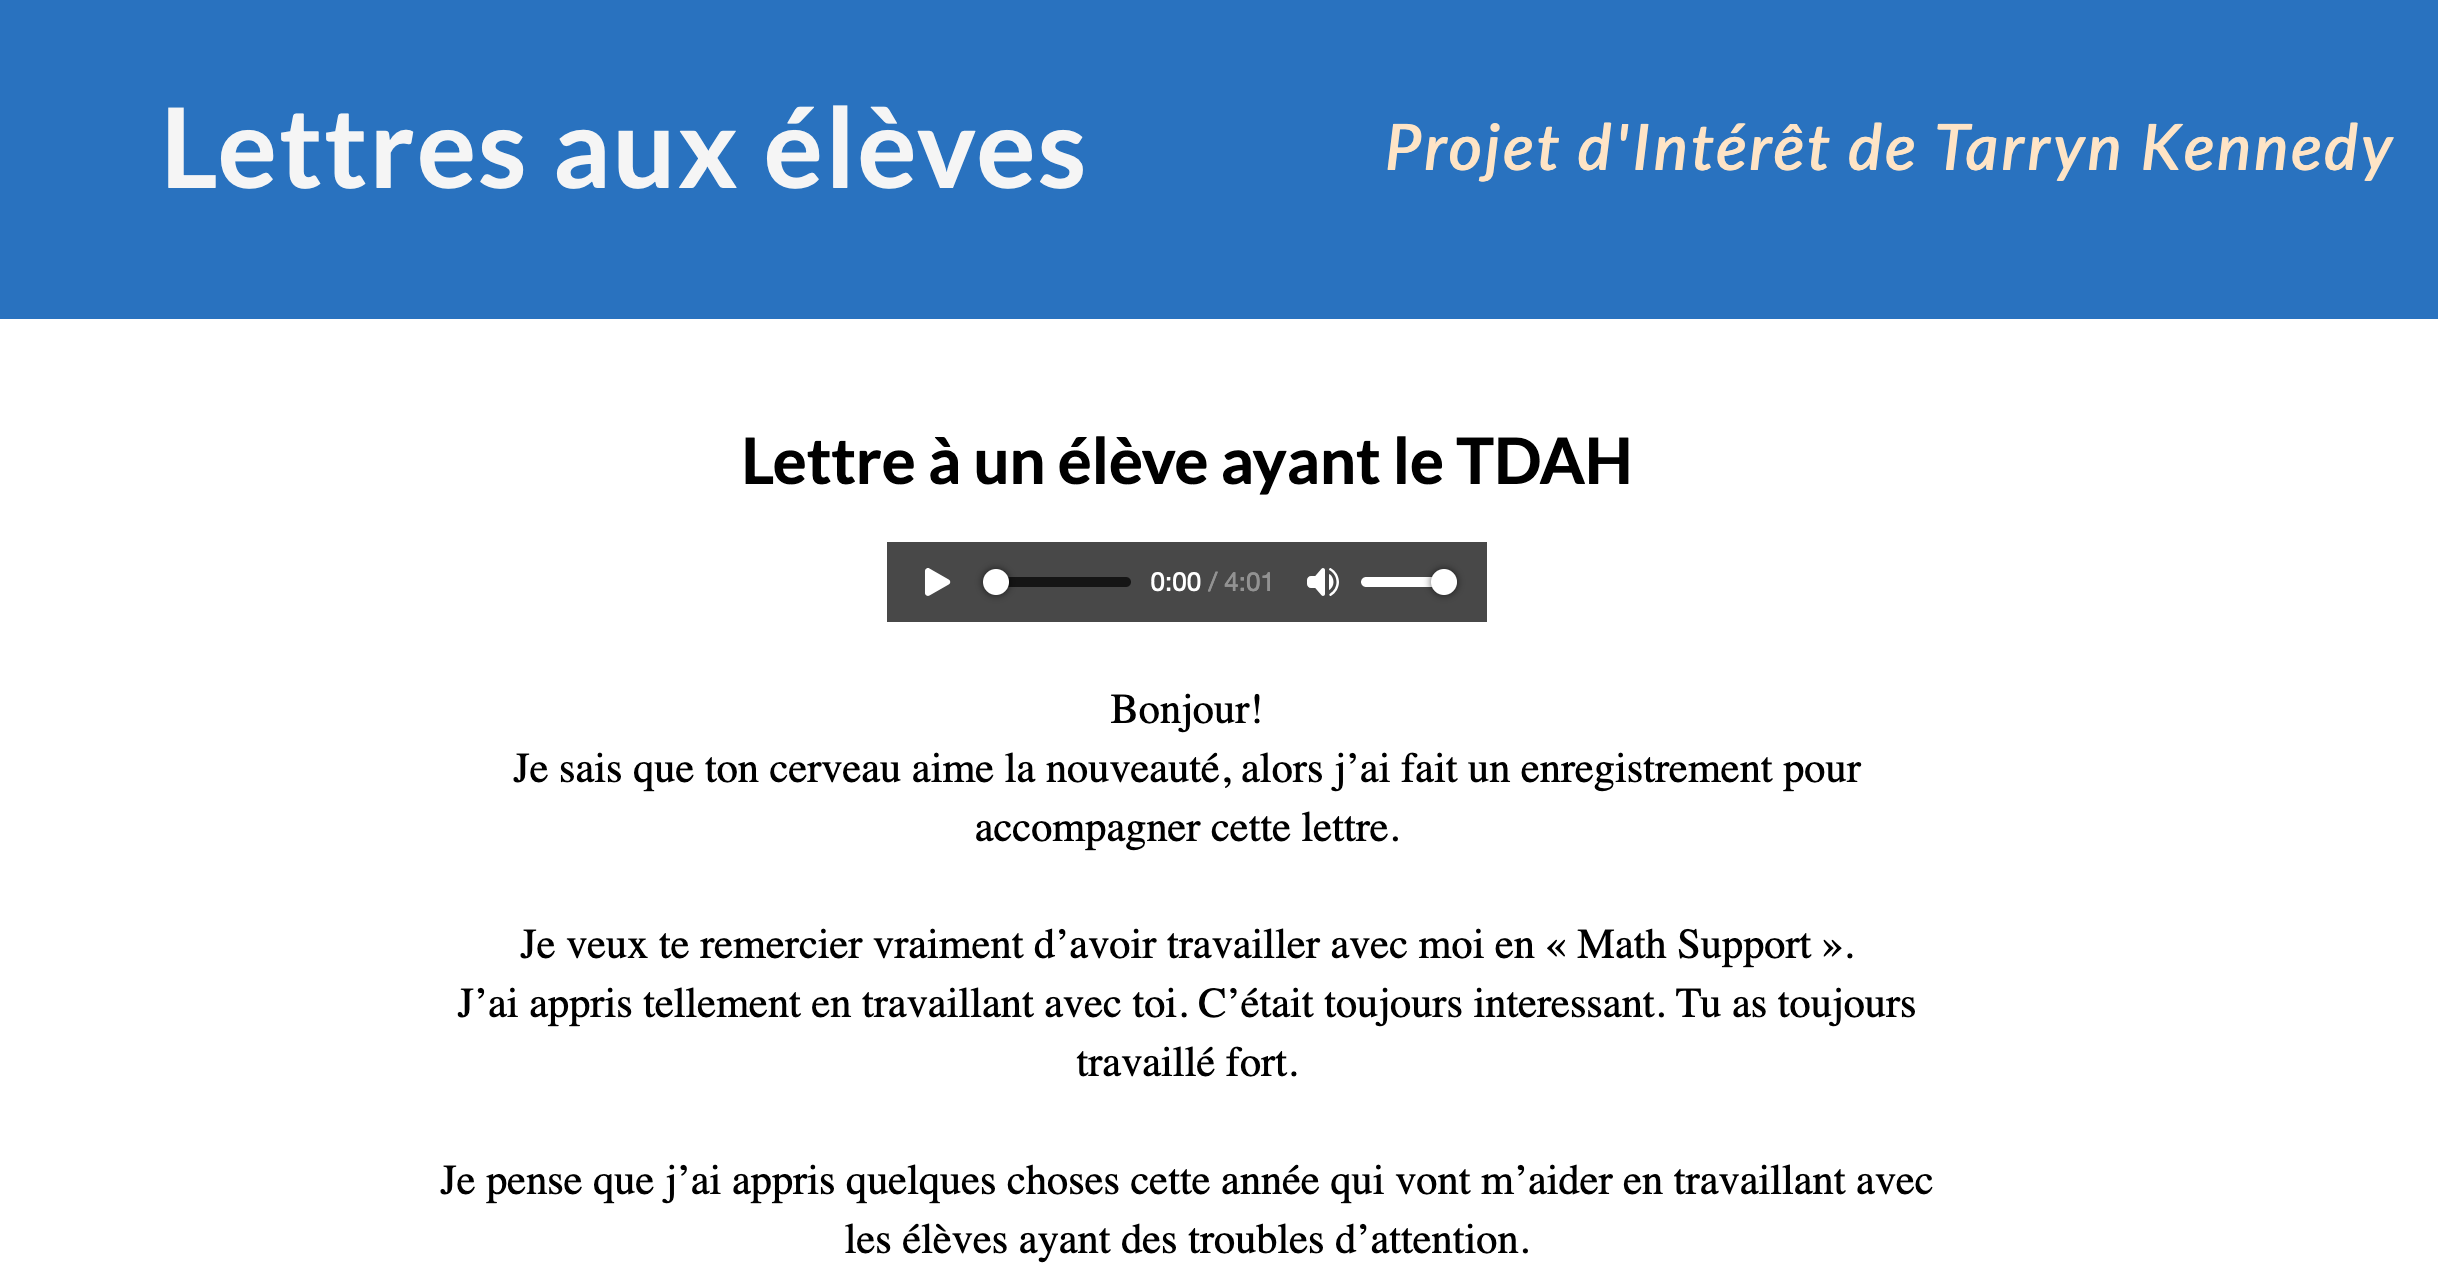 Lettres aux élèves
Projet d'Intérêt de Tarryn Kennedy
Lettre à un élève ayant le TDAH
0:00 / 4:01
Bonjour!
Je sais que ton cerveau aime la nouveauté, alors j’ai fait un enregistrement pour
accompagner cette lettre.
Je veux te remercier vraiment d’avoir travailler avec moi en « Math Support ».
J’ai appris tellement en travaillant avec toi. C’était toujours interessant. Tu as toujours
travaillé fort.
Je pense que j’ai appris quelques choses cette année qui vont m’aider en travaillant avec
les élèves ayant des troubles d’attention.